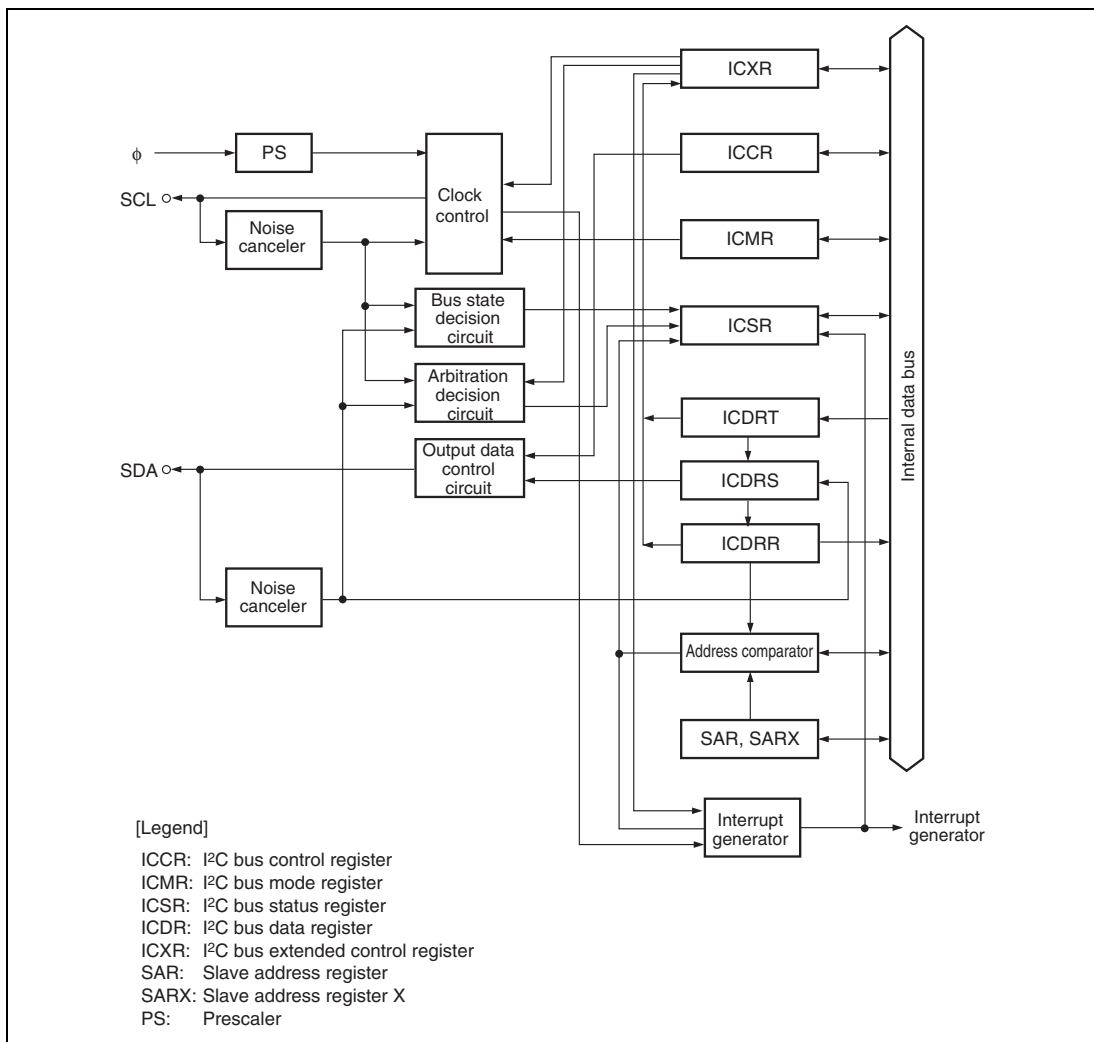 ICXR
ϕ
PS
ICCR
SCL
Clock
control
Noise
canceler
ICMR
Bus state
decision
circuit
ICSR
Arbitration
decision
circuit
Internal data bus
ICDRT
SDA
Output data
control
circuit
ICDRS
ICDRR
Noise
canceler
Address comparator
SAR, SARX
Interrupt
generator
Interrupt
generator
[Legend]
ICCR: I²C bus control register
ICMR: I²C bus mode register
ICSR: I²C bus status register
ICDR: I²C bus data register
ICXR: I²C bus extended control register
SAR: Slave address register
SARX: Slave address register X
PS: Prescaler